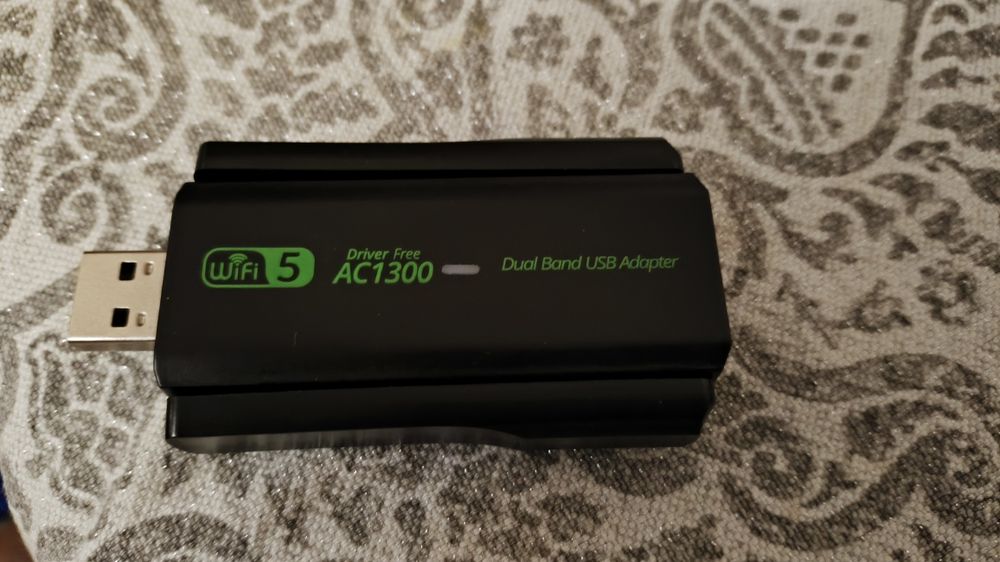 WiFi 5
Driver Free
AC1300
Dual Band USB Adapter